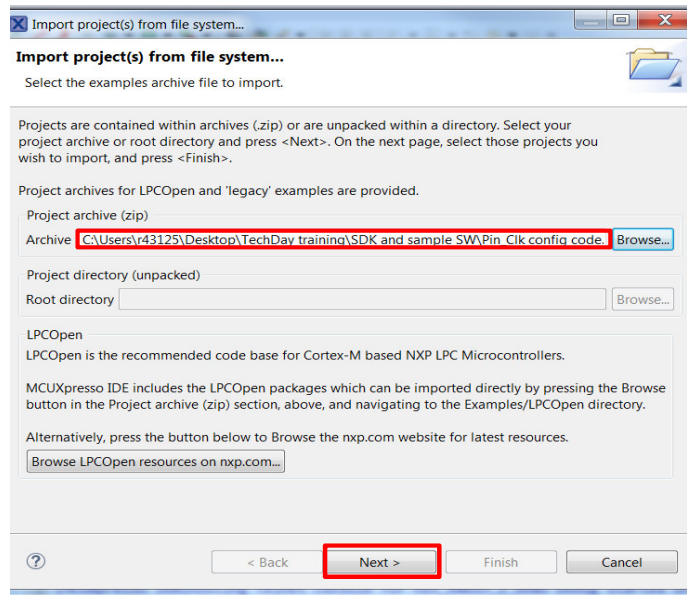 Import project(s) from file system...
Import project(s) from file system...
Select the examples archive file to import.
Projects are contained within archives (.zip) or are unpacked within a directory. Select your
project archive or root directory and press <Next>. On the next page, select those projects you
wish to import, and press <Finish>.
Project archives for LPCOpen and 'legacy' examples are provided.
Project archive (zip)
Archive C:\Users\r43125\Desktop\TechDay training\SDK and sample SW\Pin_Clk config code. Browse...
Project directory (unpacked)
Root directory Browse...
LPCOpen
LPCOpen is the recommended code base for Cortex-M based NXP LPC Microcontrollers.
MCUXpresso IDE includes the LPCOpen packages which can be imported directly by pressing the Browse
button in the Project archive (zip) section, above, and navigating to the Examples/LPCOpen directory.
Alternatively, press the button below to Browse the nxp.com website for latest resources.
Browse LPCOpen resources on nxp.com...
? < Back Next > Finish Cancel